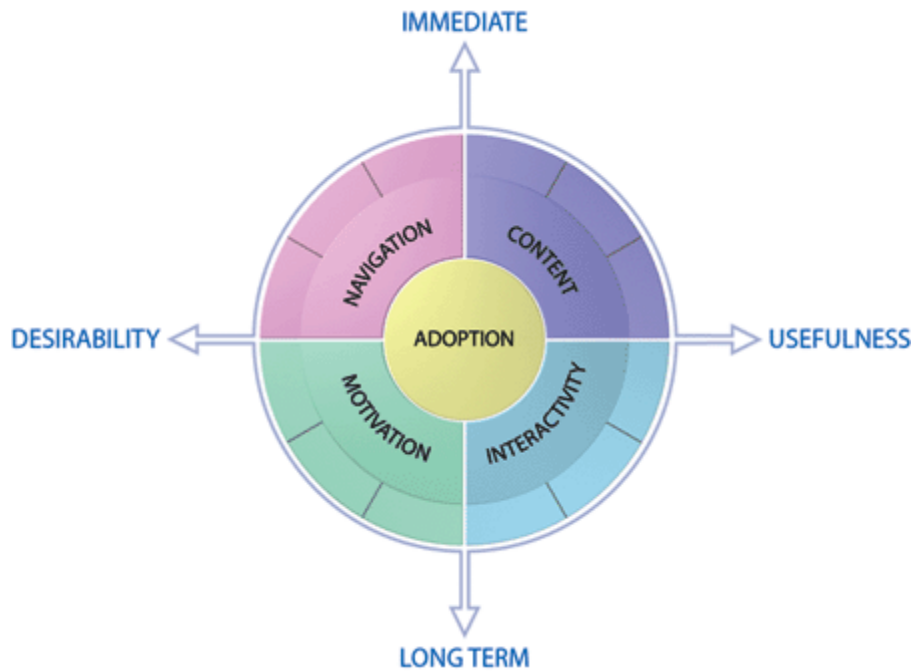 IMMEDIATE
NAVIGATION
CONTENT
DESIRABILITY
ADOPTION
USEFULNESS
MOTIVATION
INTERACTIVITY
LONG TERM